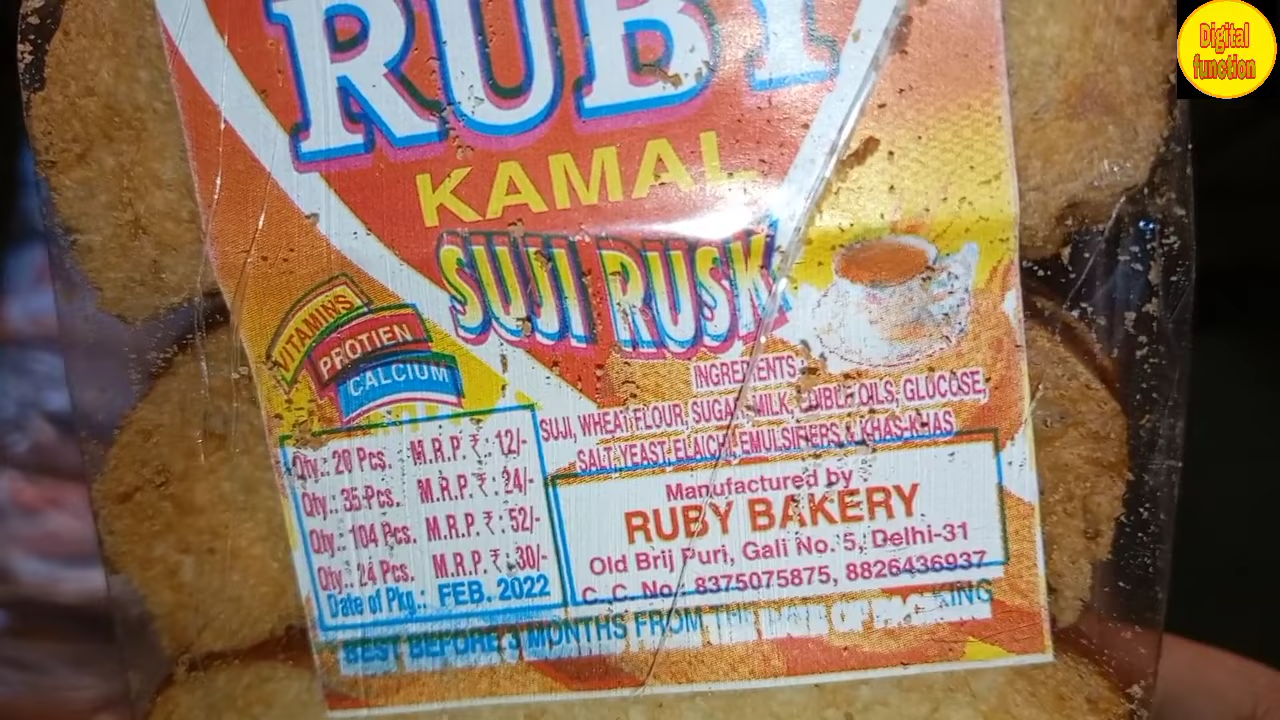 Digital
function
RUBY
KAMAL
SUJI RUSK
VITAMINS
PROTIEN
CALCIUM
INGREDIENTS:
SUJI, WHEAT FLOUR, SUGAR, MILK, EDIBLE OILS, GLUCOSE,
SALT, YEAST, ELAICHI, EMULSIFIERS & KHAS-KHAS
Qty.: 20 Pcs. M.R.P. ₹ : 12/-
Qty.: 35 Pcs. M.R.P. ₹ : 24/-
Qty.: 104 Pcs. M.R.P. ₹ : 52/-
Qty.: 24 Pcs. M.R.P. ₹ : 30/-
Date of Pkg.: FEB. 2022
Manufactured by
RUBY BAKERY
Old Brij Puri, Gali No. 5, Delhi-31
C. C. No.: 8375075875, 8826436937
BEST BEFORE 3 MONTHS FROM THE DATE OF PACKING